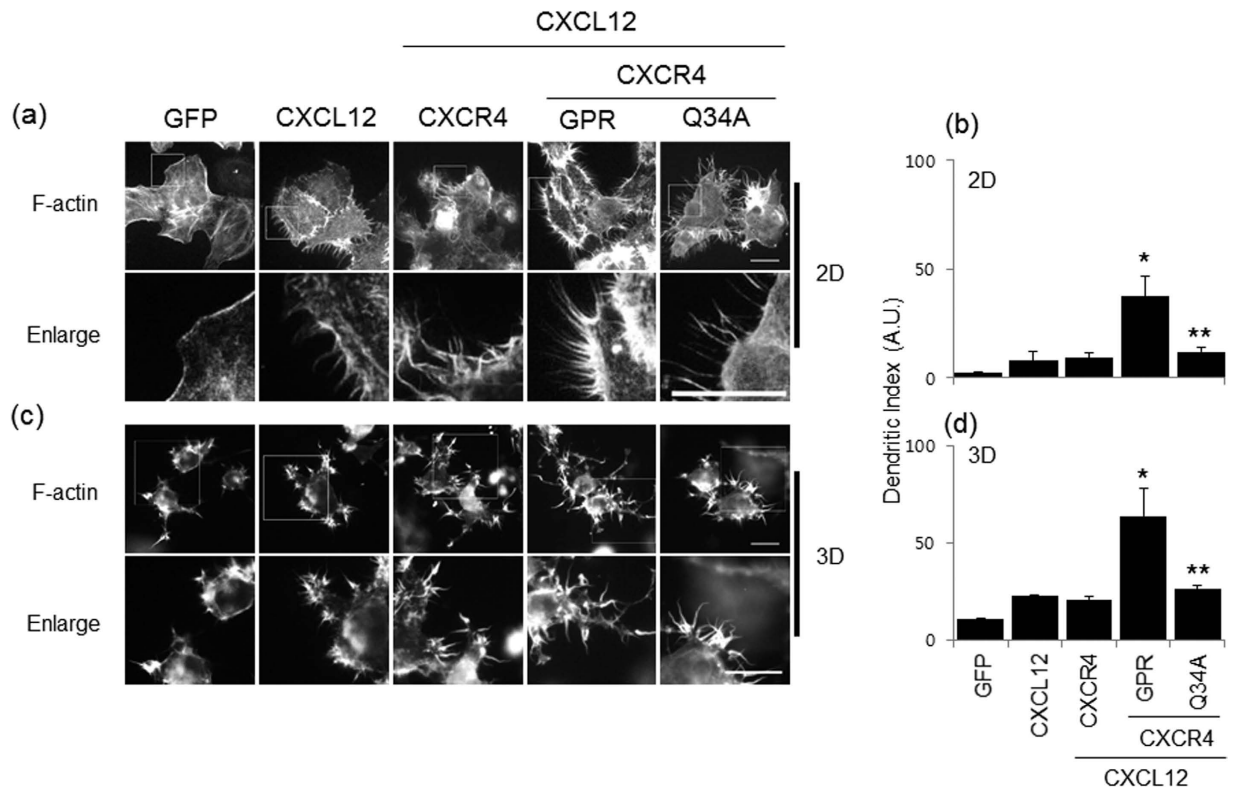 CXCL12
CXCR4
(a)
GFP CXCL12 CXCR4 GPR Q34A
F-actin
Enlarge
2D
(c)
F-actin
Enlarge
3D
(b)
100
2D
50
*
**
0
Dendritic Index (A.U.)
(d)
100
3D
50
*
**
0
GFP
CXCL12
CXCR4
GPR
Q34A
CXCR4
CXCL12